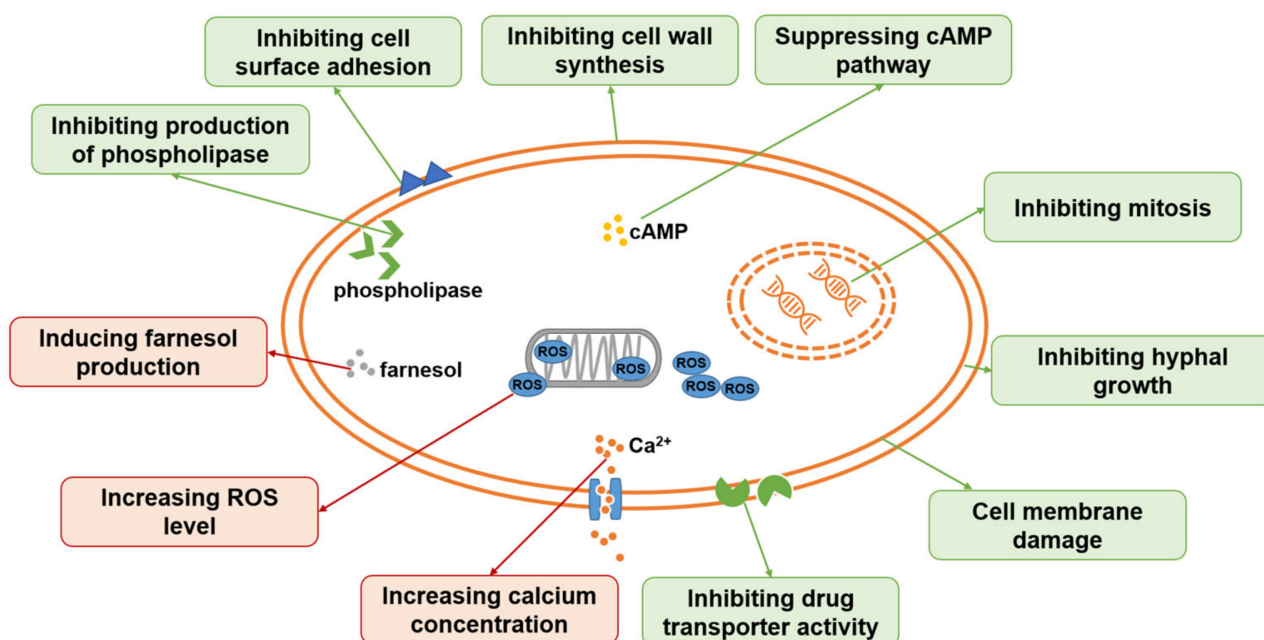 Inhibiting cell
surface adhesion
Inhibiting cell wall
synthesis
Suppressing cAMP
pathway
Inhibiting production
of phospholipase
Inhibiting mitosis
cAMP
phospholipase
Inducing farnesol
production
farnesol
ROS
ROS
ROS
ROS
ROS
ROS
Inhibiting hyphal
growth
Ca²⁺
Increasing ROS
level
Cell membrane
damage
Increasing calcium
concentration
Inhibiting drug
transporter activity